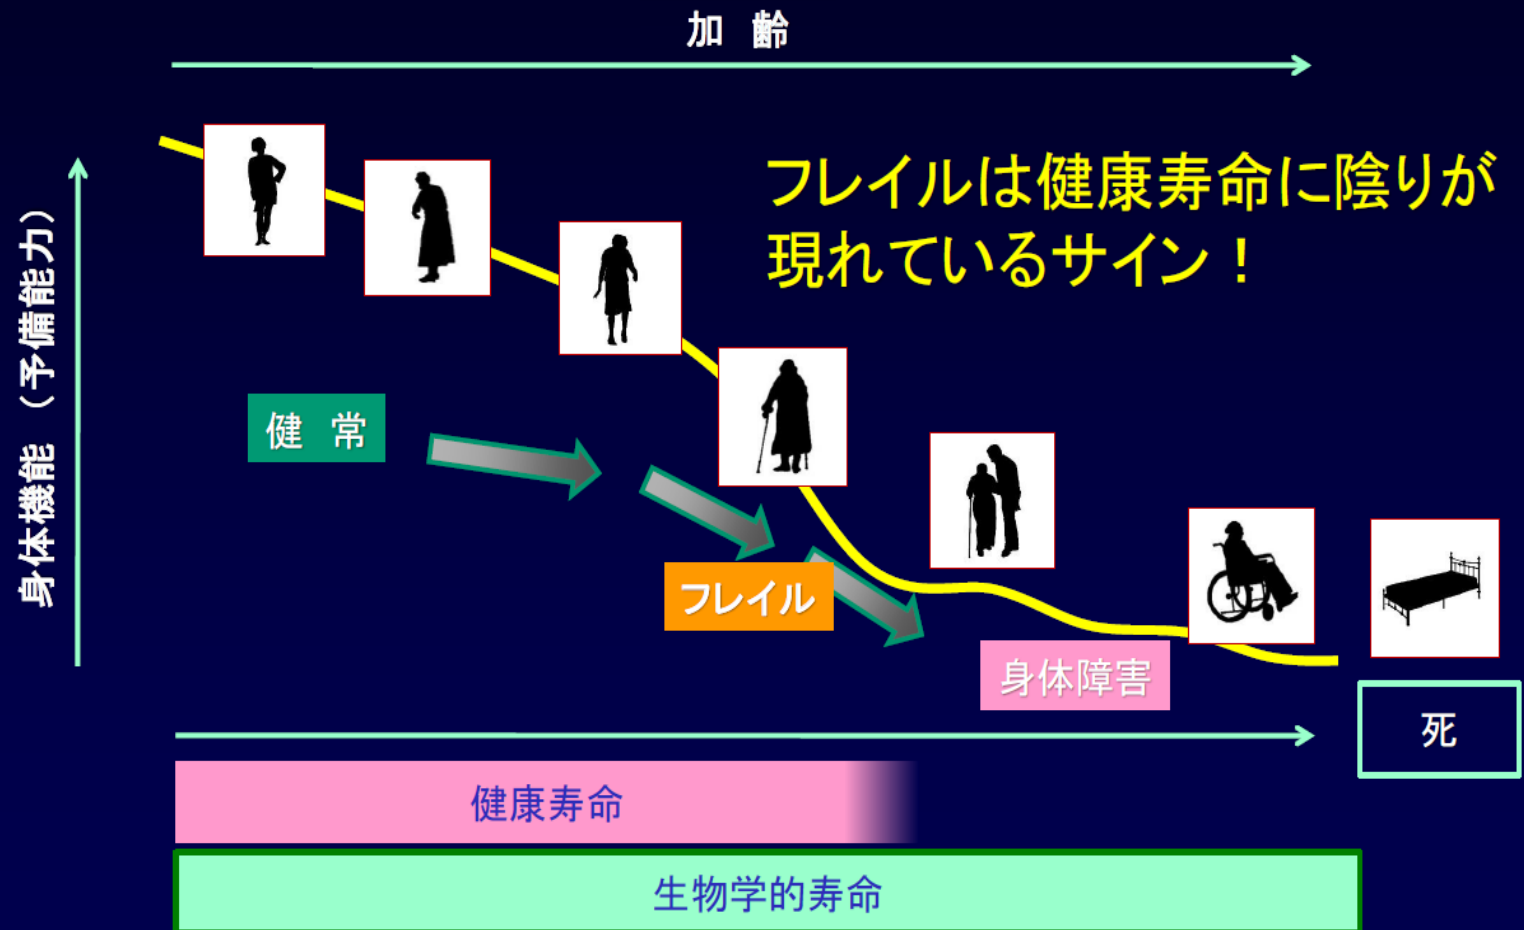 加 齢
フレイルは健康寿命に陰りが
現れているサイン！
身体機能 （予備能力）
健 常
フレイル
身体障害
死
健康寿命
生物学的寿命